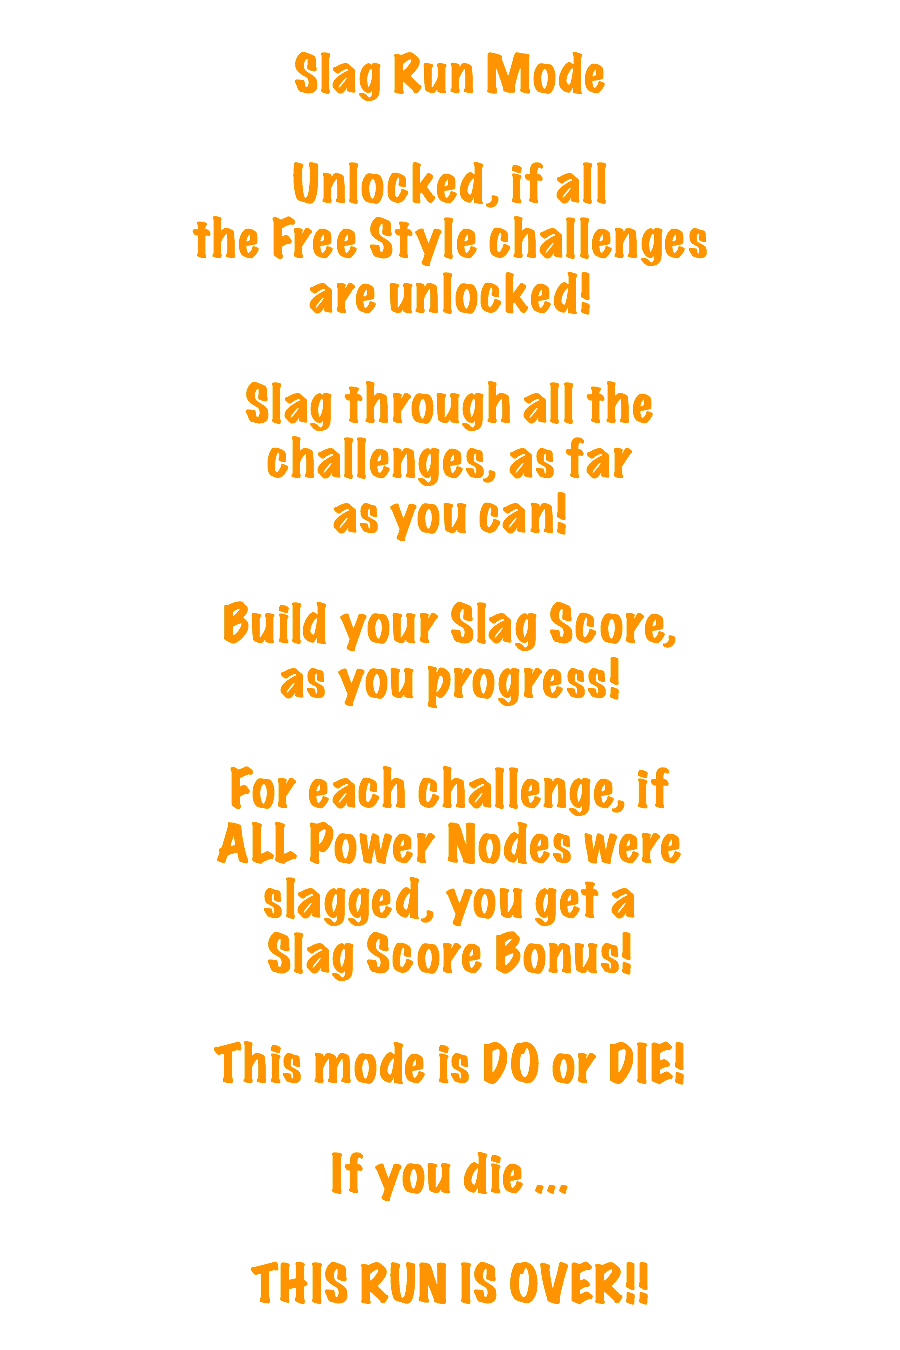 Slag Run Mode
Unlocked, if all
the Free Style challenges
are unlocked!
Slag through all the
challenges, as far
as you can!
Build your Slag Score,
as you progress!
For each challenge, if
ALL Power Nodes were
slagged, you get a
Slag Score Bonus!
This mode is DO or DIE!
If you die ...
THIS RUN IS OVER!!